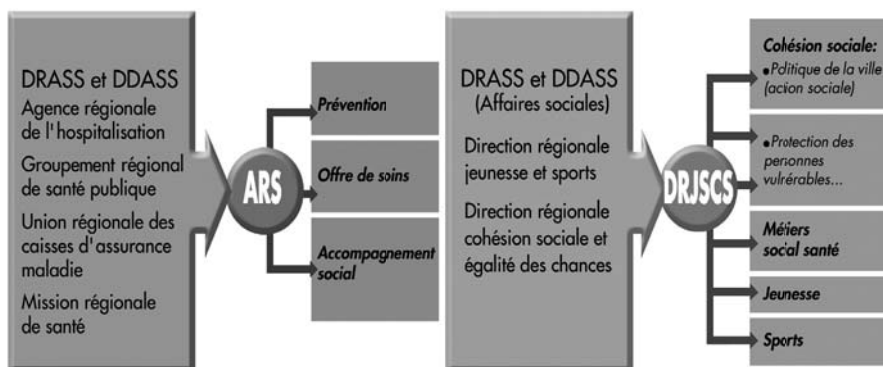 DRASS et DDASS
Agence régionale
de l'hospitalisation
Groupement régional
de santé publique
Union régionale des
caisses d'assurance
maladie
Mission régionale
de santé
ARS
Prévention
Offre de soins
Accompagnement
social
DRASS et DDASS
(Affaires sociales)
Direction régionale
jeunesse et sports
Direction régionale
cohésion sociale et
égalité des chances
DRJSCS
Cohésion sociale:
•Politique de la ville
(action sociale)
•Protection des
personnes
vulrérables...
Métiers
social santé
Jeunesse
Sports